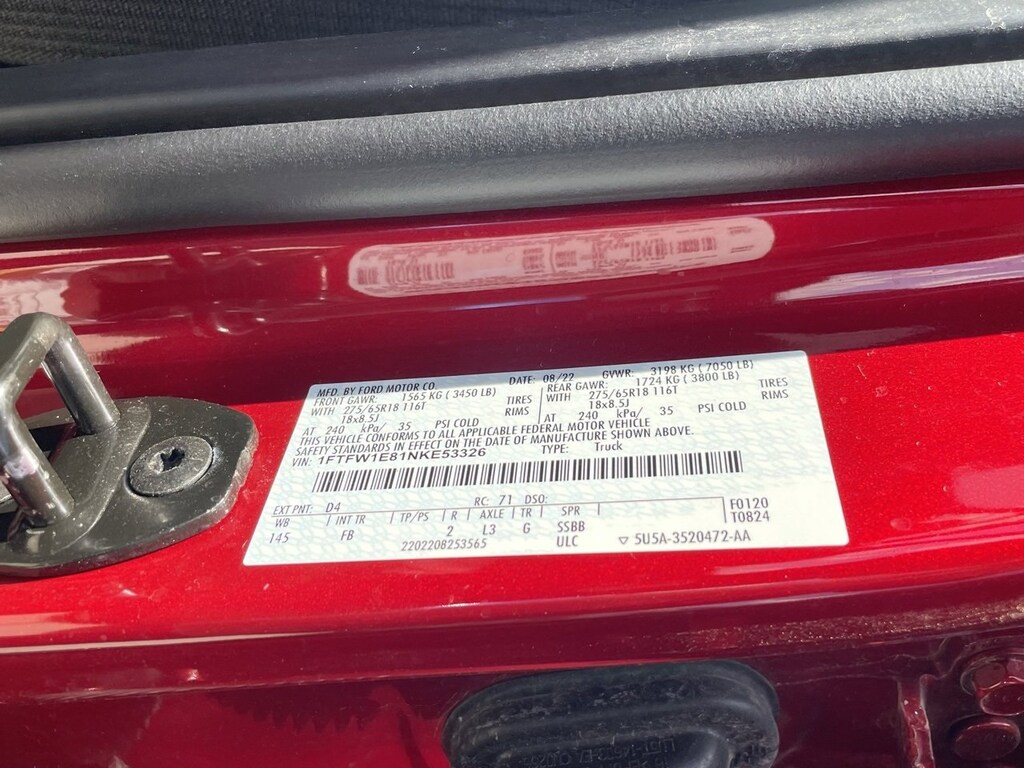 MFD. BY FORD MOTOR CO. DATE: 08/22 GVWR: 3198 KG ( 7050 LB)
FRONT GAWR: 1565 KG ( 3450 LB) REAR GAWR: 1724 KG ( 3800 LB)
WITH 275/65R18 116T TIRES 275/65R18 116T TIRES
18x8.5J RIMS 18x8.5J RIMS
AT 240 kPa/ 35 PSI COLD AT 240 kPa/ 35 PSI COLD
THIS VEHICLE CONFORMS TO ALL APPLICABLE FEDERAL MOTOR VEHICLE
SAFETY STANDARDS IN EFFECT ON THE DATE OF MANUFACTURE SHOWN ABOVE.
VIN: 1FTFW1E81NKE53326 TYPE: Truck
EXT PNT: D4 RC: 71 DSO: F0120
WB INT TR TP/PS R AXLE TR SPR T0824
145 FB 2 L3 G SSBB
2202208253565 ULC ▽ 5U5A-3520472-AA